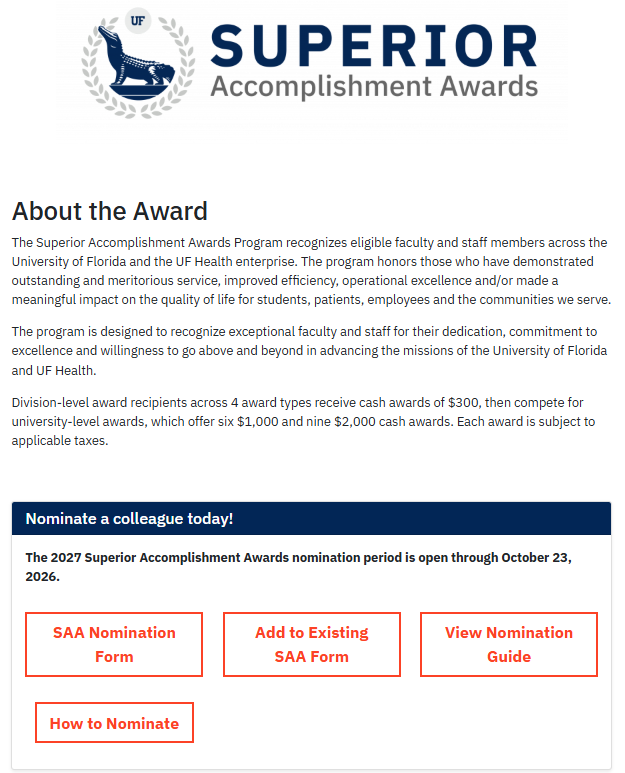 UF
SUPERIOR
Accomplishment Awards
About the Award
The Superior Accomplishment Awards Program recognizes eligible faculty and staff members across the
University of Florida and the UF Health enterprise. The program honors those who have demonstrated
outstanding and meritorious service, improved efficiency, operational excellence and/or made a
meaningful impact on the quality of life for students, patients, employees and the communities we serve.
The program is designed to recognize exceptional faculty and staff for their dedication, commitment to
excellence and willingness to go above and beyond in advancing the missions of the University of Florida
and UF Health.
Division-level award recipients across 4 award types receive cash awards of $300, then compete for
university-level awards, which offer six $1,000 and nine $2,000 cash awards. Each award is subject to
applicable taxes.
Nominate a colleague today!
The 2027 Superior Accomplishment Awards nomination period is open through October 23,
2026.
SAA Nomination
Form
Add to Existing
SAA Form
View Nomination
Guide
How to Nominate